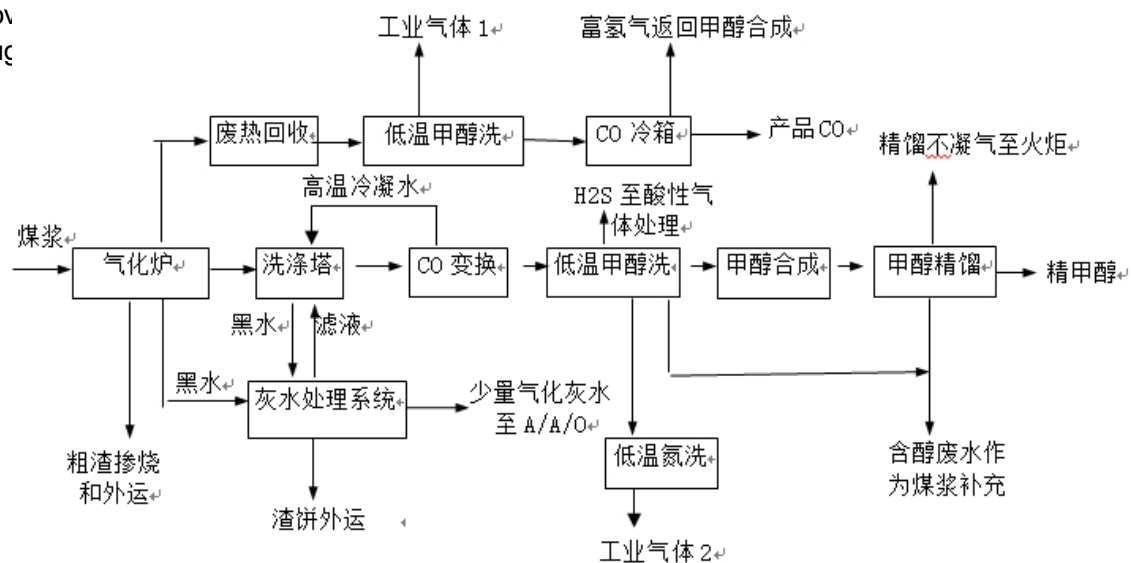 工业气体1
富氢气返回甲醇合成
废热回收
低温甲醇洗
CO 冷箱
产品CO
精馏不凝气至火炬
高温冷凝水
H2S 至酸性气
体处理
煤浆
气化炉
洗涤塔
CO 变换
低温甲醇洗
甲醇合成
甲醇精馏
精甲醇
黑水
滤液
黑水
灰水处理系统
少量气化灰水
至 A/A/O
粗渣掺烧
和外运
渣饼外运
低温氮洗
含醇废水作
为煤浆补充
工业气体2